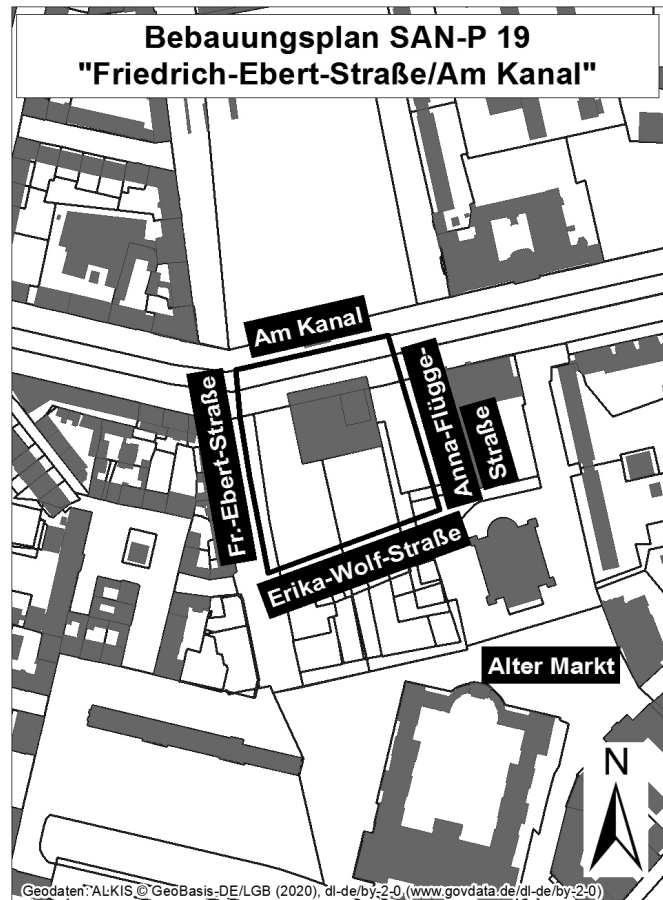 Bebauungsplan SAN-P 19
"Friedrich-Ebert-Straße/Am Kanal"
Am Kanal
Fr.-Ebert-Straße
Anna-Flügge-
Straße
Erika-Wolf-Straße
Alter Markt
N
Geodaten: ALKIS © GeoBasis-DE/LGB (2020), dl-de/by-2-0 (www.govdata.de/dl-de/by-2-0)